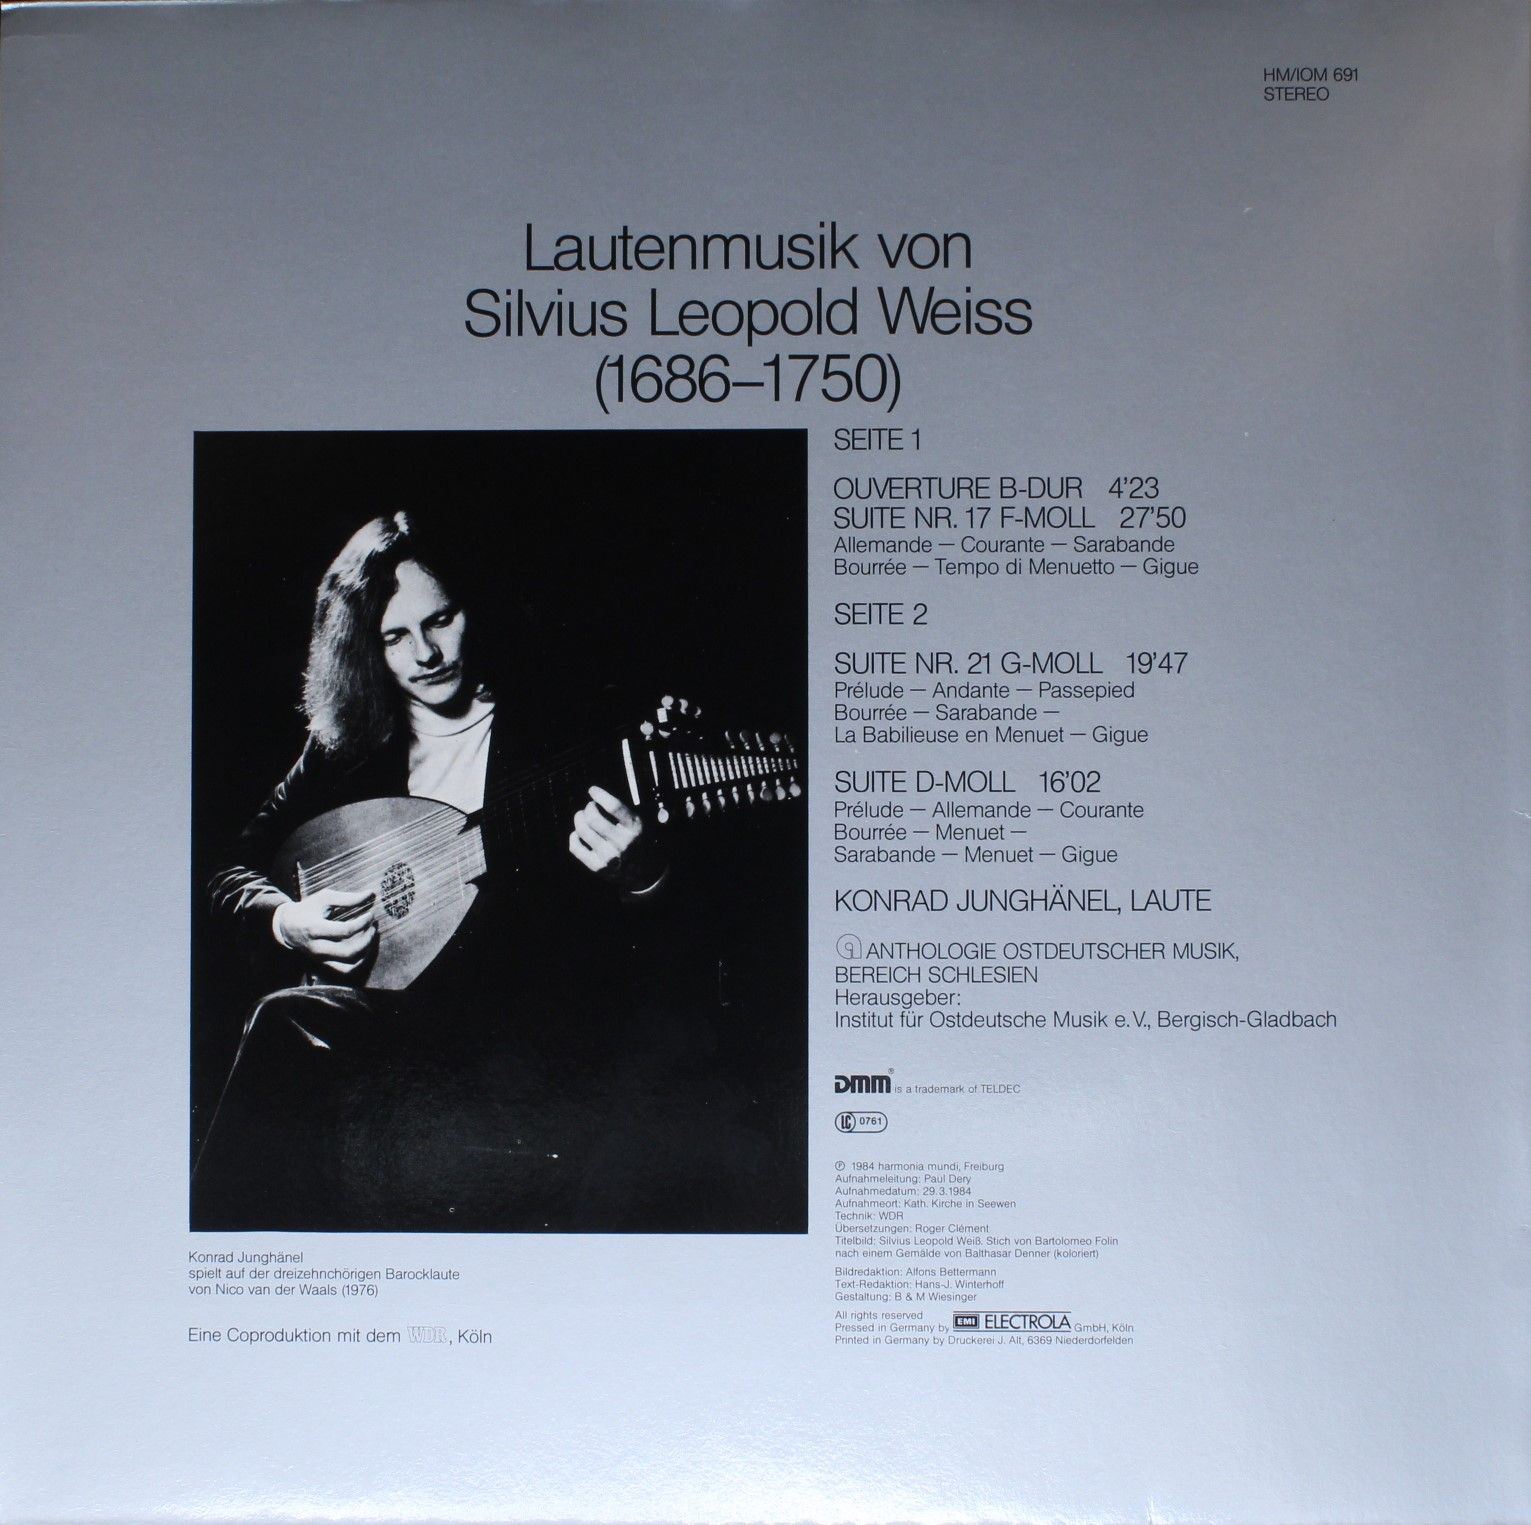 HM/IOM 691
STEREO
Lautenmusik von
Silvius Leopold Weiss
(1686–1750)
SEITE 1
OUVERTURE B-DUR 4'23
SUITE NR. 17 F-MOLL 27'50
Allemande – Courante – Sarabande
Bourrée – Tempo di Menuetto – Gigue
SEITE 2
SUITE NR. 21 G-MOLL 19'47
Prélude – Andante – Passepied
Bourrée – Sarabande –
La Babilieuse en Menuet – Gigue
SUITE D-MOLL 16'02
Prélude – Allemande – Courante
Bourrée – Menuet –
Sarabande – Menuet – Gigue
KONRAD JUNGHÄNEL, LAUTE
ANTHOLOGIE OSTDEUTSCHER MUSIK,
BEREICH SCHLESIEN
Herausgeber:
Institut für Ostdeutsche Musik e.V., Bergisch-Gladbach
DMM® is a trademark of TELDEC
LC 0761
℗ 1984 harmonia mundi, Freiburg
Aufnahmeleitung: Paul Dery
Aufnahmedatum: 29.3.1984
Aufnahmeort: Kath. Kirche in Seewen
Technik: WDR
Übersetzungen: Roger Clément
Titelbild: Silvius Leopold Weiß. Stich von Bartolomeo Folin
nach einem Gemälde von Balthasar Denner (koloriert)
Bildredaktion: Alfons Bettermann
Text-Redaktion: Hans-J. Winterhoff
Gestaltung: B & M Wiesinger
All rights reserved
Pressed in Germany by EMI ELECTROLA GmbH, Köln
Printed in Germany by Druckerei J. Alt, 6369 Niederdorfelden
Konrad Junghänel
spielt auf der dreizehnchörigen Barocklaute
von Nico van der Waals (1976)
Eine Coproduktion mit dem WDR, Köln